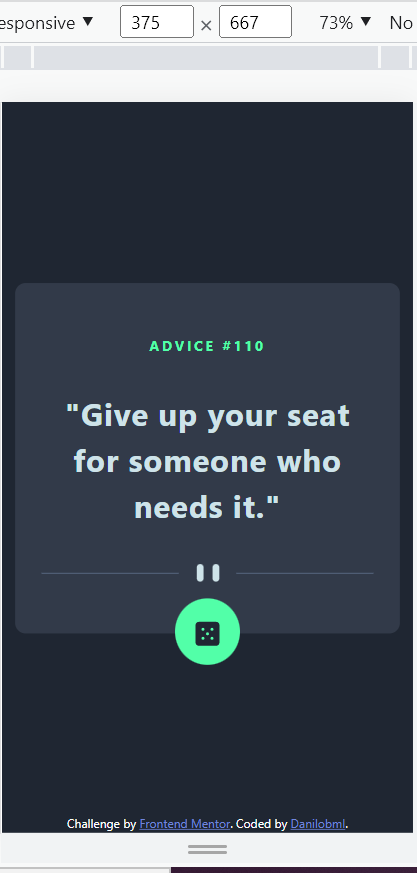 esponsive ▼ 375 × 667 73% ▼ No
ADVICE #110
"Give up your seat
for someone who
needs it."
Challenge by Frontend Mentor. Coded by Danilobml.